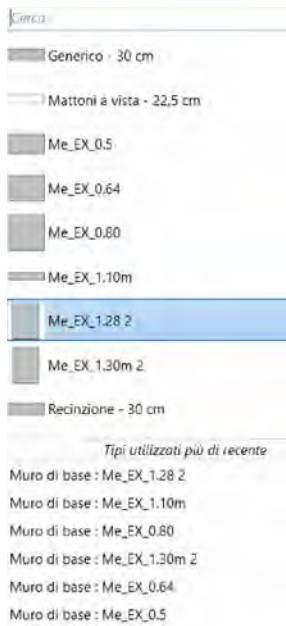 Cerca
Generico - 30 cm
Mattoni a vista - 22,5 cm
Me_EX_0.5
Me_EX_0.64
Me_EX_0.80
Me_EX_1.10m
Me_EX_1.28 2
Me_EX_1.30m 2
Recinzione - 30 cm
Tipi utilizzati più di recente
Muro di base : Me_EX_1.28 2
Muro di base : Me_EX_1.10m
Muro di base : Me_EX_0.80
Muro di base : Me_EX_1.30m 2
Muro di base : Me_EX_0.64
Muro di base : Me_EX_0.5